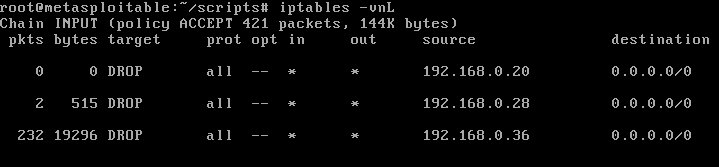 root@metasploitable:~/scripts# iptables -vnL
Chain INPUT (policy ACCEPT 421 packets, 144K bytes)
pkts bytes target prot opt in out source destination
0 0 DROP all -- * * 192.168.0.20 0.0.0.0/0
2 515 DROP all -- * * 192.168.0.28 0.0.0.0/0
232 19296 DROP all -- * * 192.168.0.36 0.0.0.0/0